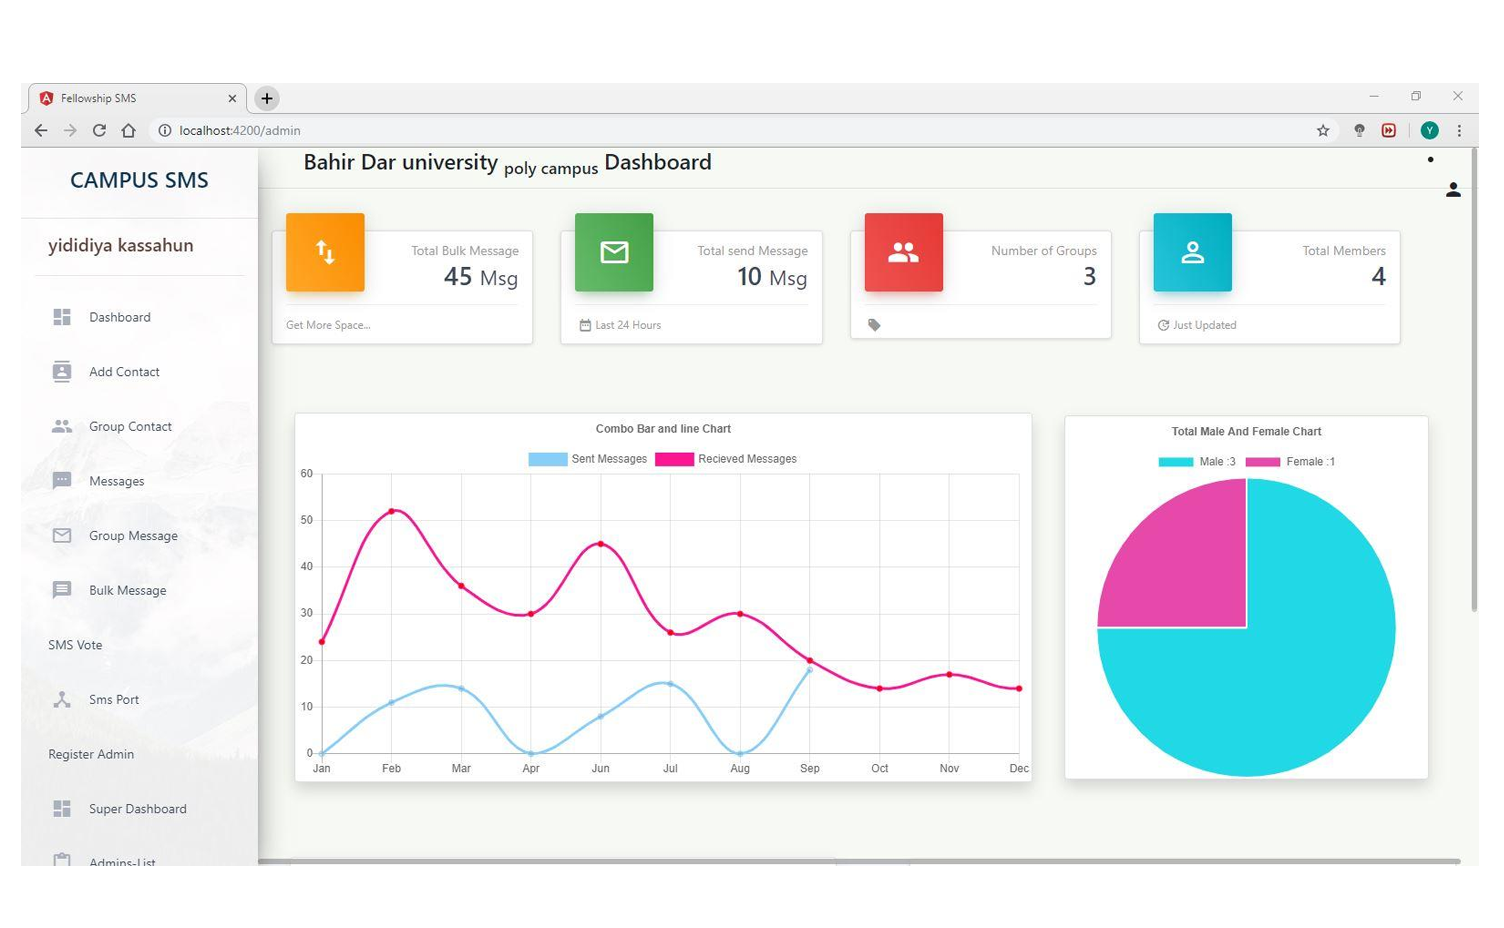 Fellowship SMS
localhost:4200/admin
Y
CAMPUS SMS
yididiya kassahun
Dashboard
Add Contact
Group Contact
Messages
Group Message
Bulk Message
SMS Vote
Sms Port
Register Admin
Super Dashboard
Admins-List
Bahir Dar university poly campus Dashboard
Total Bulk Message
45 Msg
Get More Space...
Total send Message
10 Msg
Last 24 Hours
Number of Groups
3
Total Members
4
Just Updated
Combo Bar and line Chart
Sent Messages Recieved Messages
60
50
40
30
20
10
0
Jan Feb Mar Apr Jun Jul Aug Sep Oct Nov Dec
Total Male And Female Chart
Male :3 Female :1